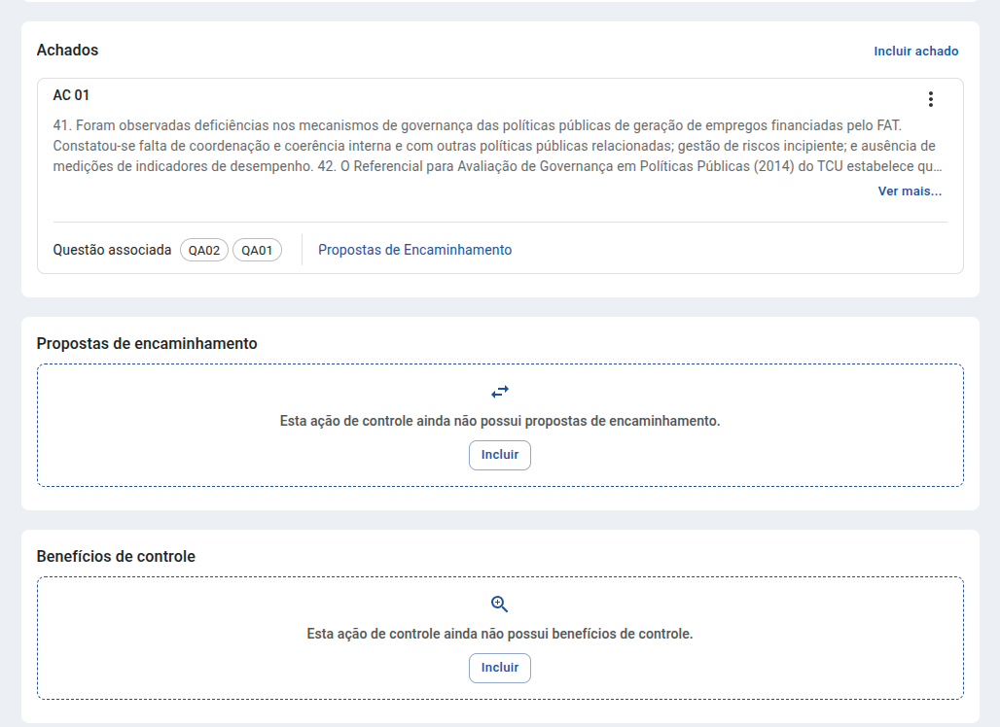 Achados
Incluir achado
AC 01
41. Foram observadas deficiências nos mecanismos de governança das políticas públicas de geração de empregos financiadas pelo FAT.
Constatou-se falta de coordenação e coerência interna e com outras políticas públicas relacionadas; gestão de riscos incipiente; e ausência de
medições de indicadores de desempenho. 42. O Referencial para Avaliação de Governança em Políticas Públicas (2014) do TCU estabelece qu...
Ver mais...
Questão associada QA02 QA01 Propostas de Encaminhamento
Propostas de encaminhamento
Esta ação de controle ainda não possui propostas de encaminhamento.
Incluir
Benefícios de controle
Esta ação de controle ainda não possui benefícios de controle.
Incluir